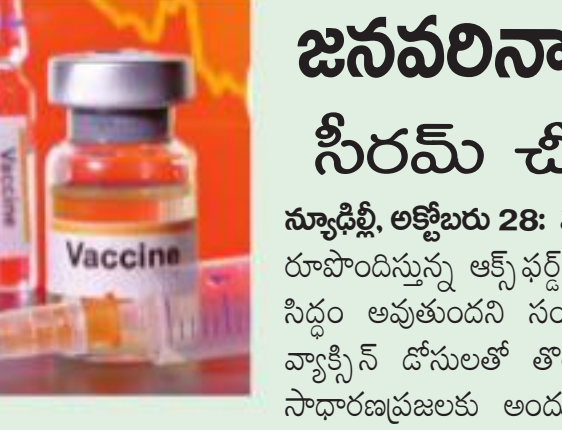 Vaccine
Vaccine
జనవరినా
సీరమ్ చీ
న్యూఢిల్లీ, అక్టోబరు 28:
రూపొందిస్తున్న ఆక్స్‌ఫర్డ్
సిద్ధం అవుతుందని సం
వ్యాక్సిన్ డోసులతో తొ
సాధారణప్రజలకు అందు